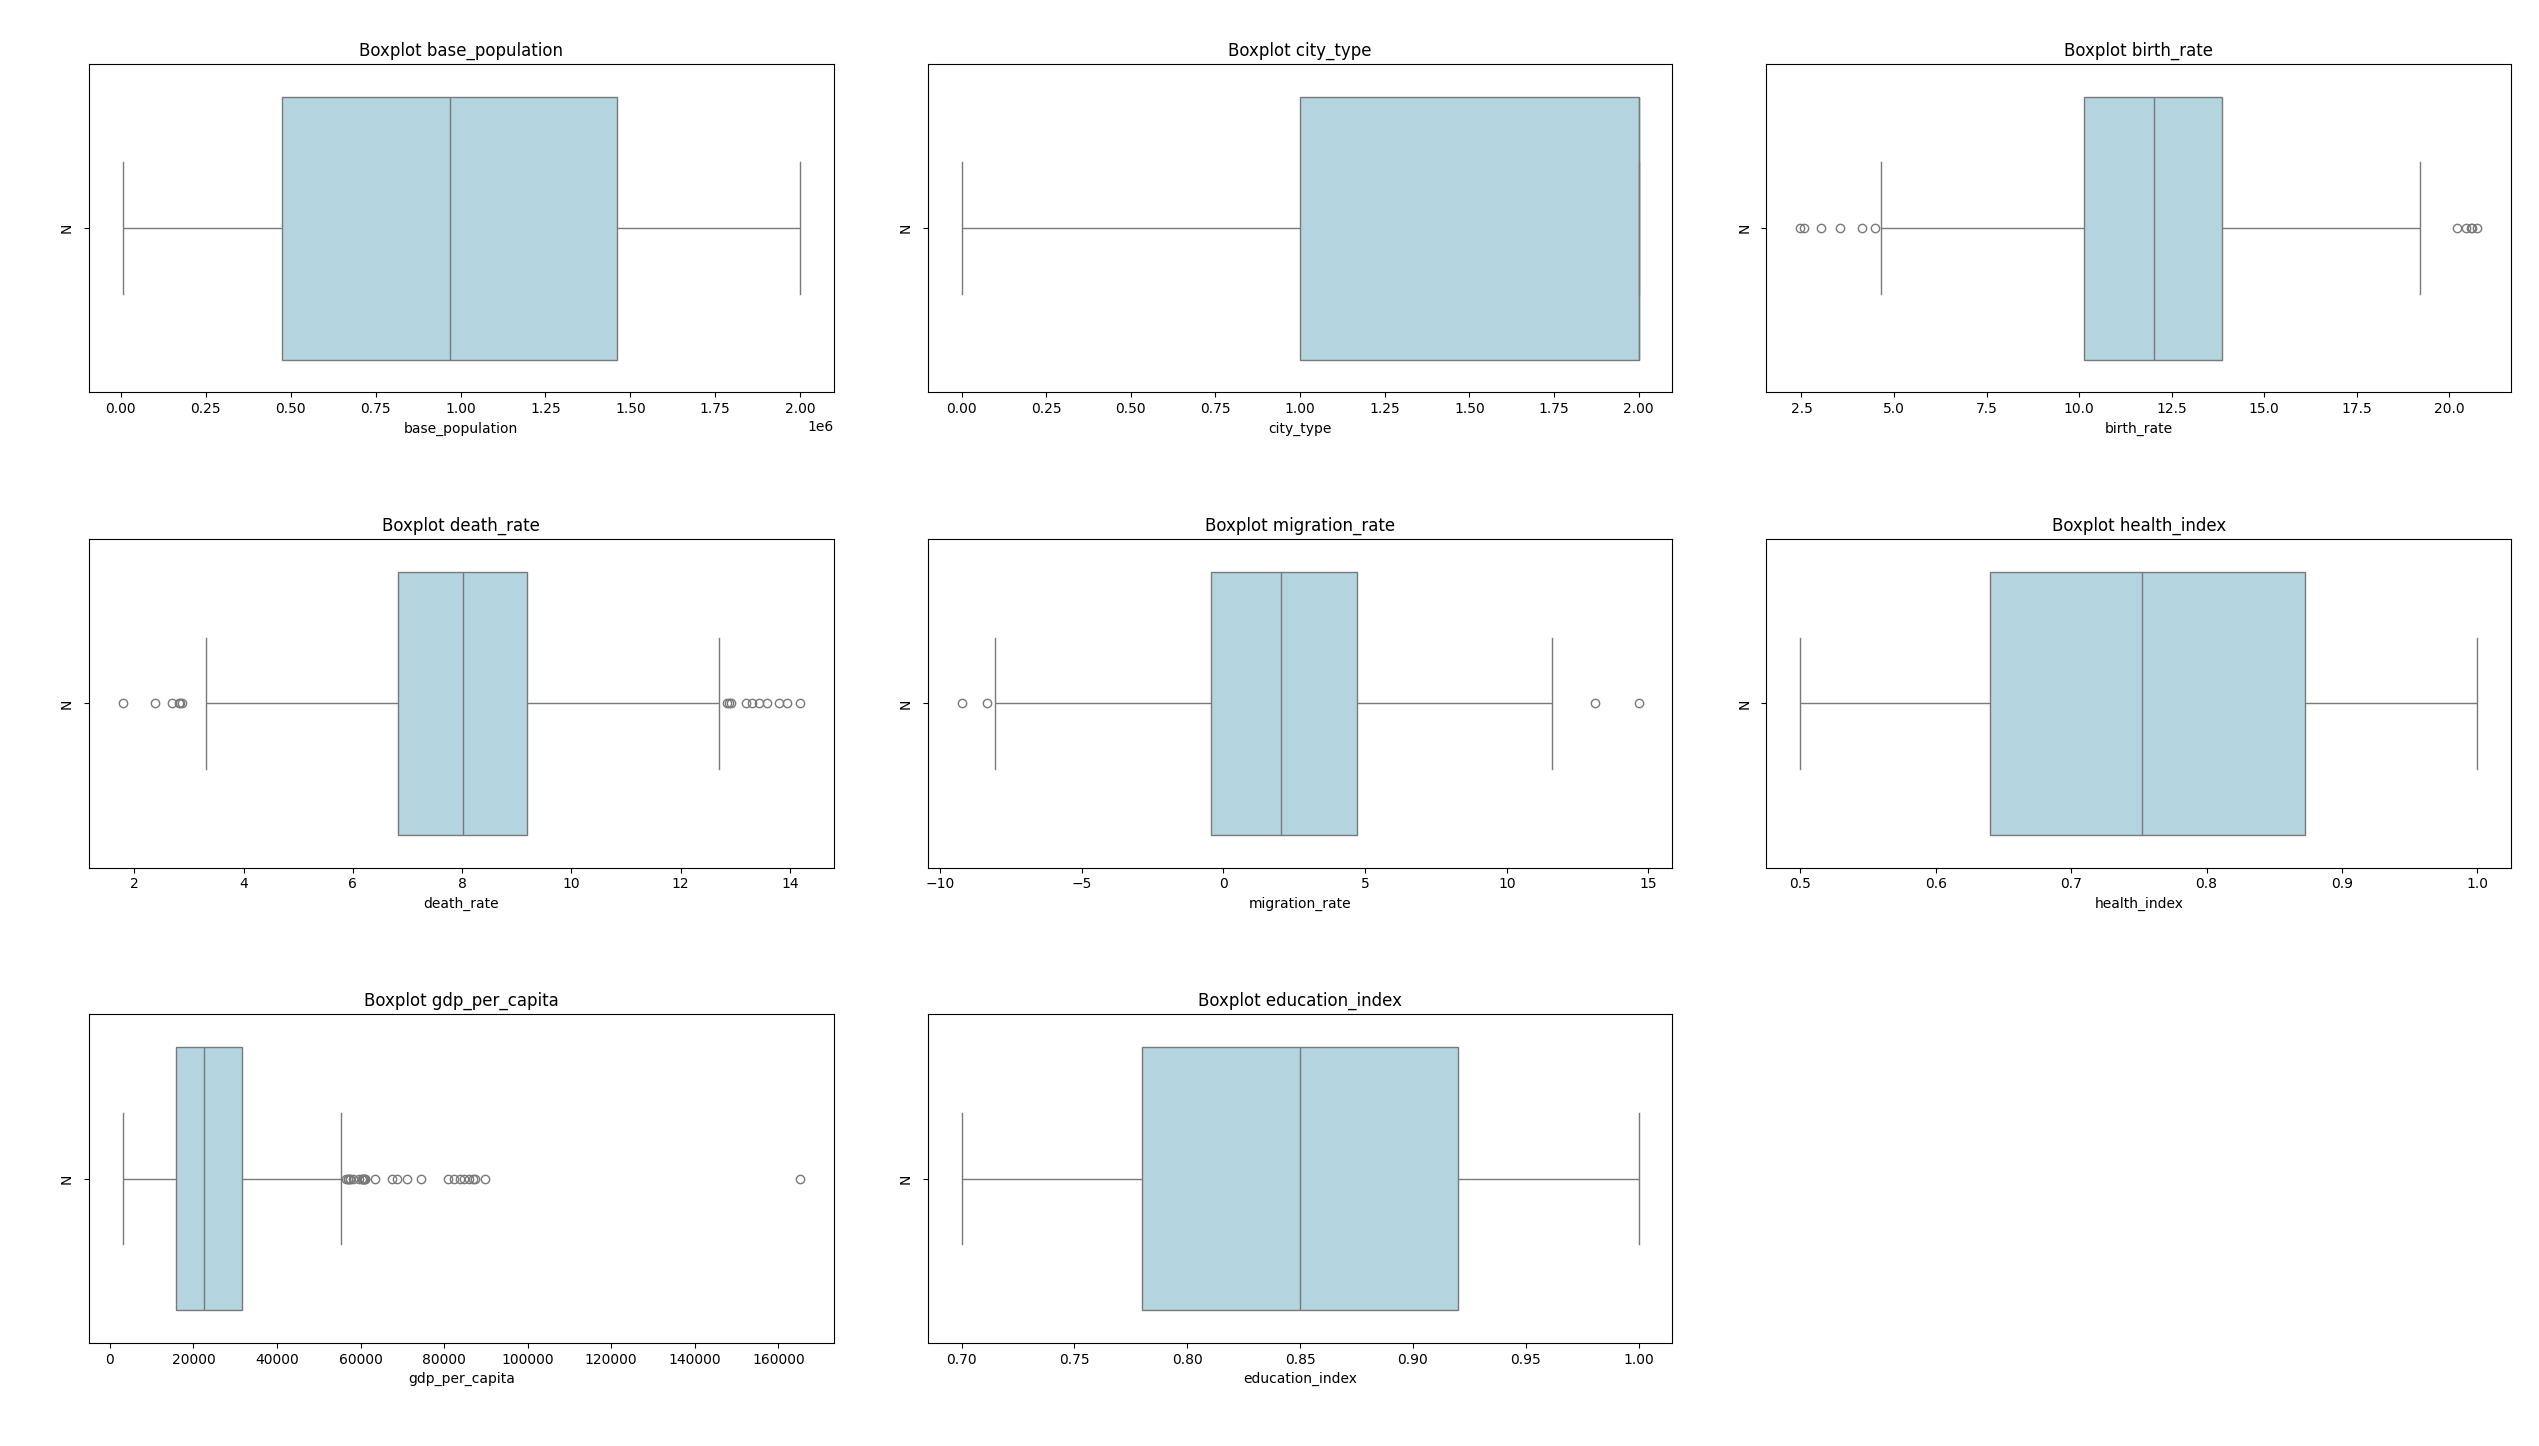 Boxplot base_population
N
0.00 0.25 0.50 0.75 1.00 1.25 1.50 1.75 2.00
1e6
base_population
Boxplot city_type
N
0.00 0.25 0.50 0.75 1.00 1.25 1.50 1.75 2.00
city_type
Boxplot birth_rate
N
2.5 5.0 7.5 10.0 12.5 15.0 17.5 20.0
birth_rate
Boxplot death_rate
N
2 4 6 8 10 12 14
death_rate
Boxplot migration_rate
N
−10 −5 0 5 10 15
migration_rate
Boxplot health_index
N
0.5 0.6 0.7 0.8 0.9 1.0
health_index
Boxplot gdp_per_capita
N
0 20000 40000 60000 80000 100000 120000 140000 160000
gdp_per_capita
Boxplot education_index
N
0.70 0.75 0.80 0.85 0.90 0.95 1.00
education_index